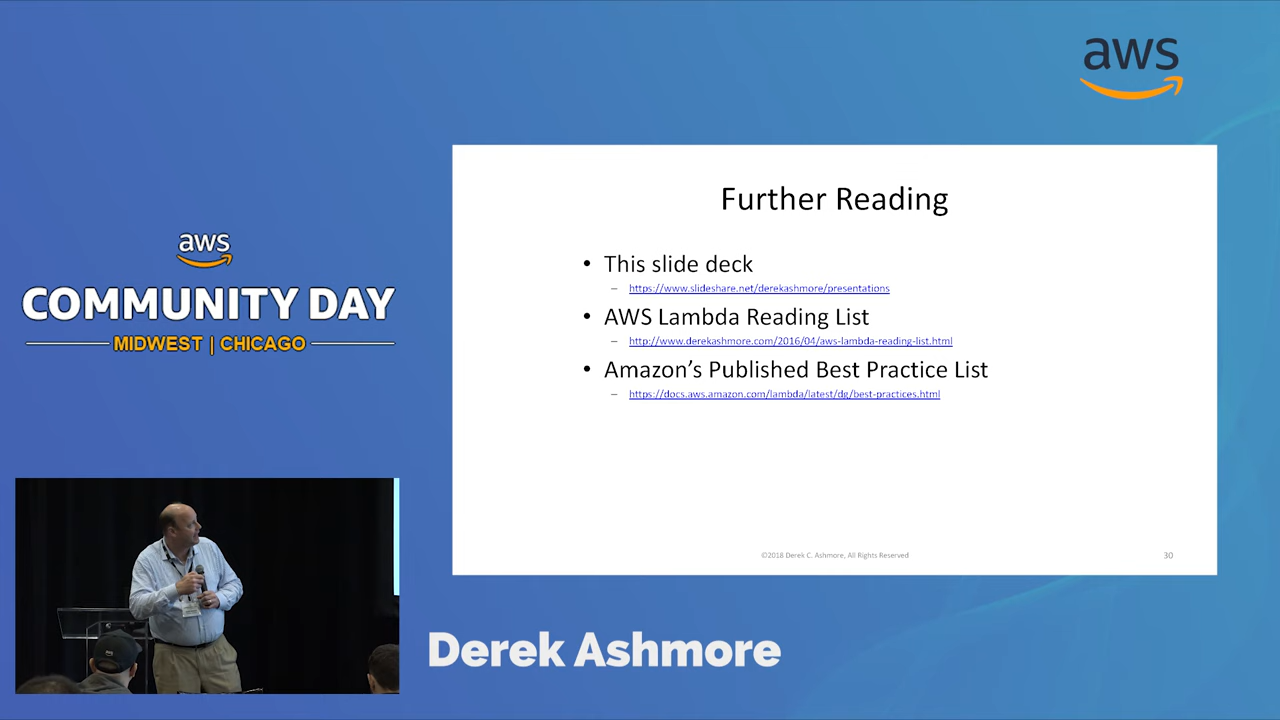 aws
aws
COMMUNITY DAY
MIDWEST | CHICAGO
Further Reading
• This slide deck
– https://www.slideshare.net/derekashmore/presentations
• AWS Lambda Reading List
– http://www.derekashmore.com/2016/04/aws-lambda-reading-list.html
• Amazon’s Published Best Practice List
– https://docs.aws.amazon.com/lambda/latest/dg/best-practices.html
©2018 Derek C. Ashmore, All Rights Reserved
30
Derek Ashmore